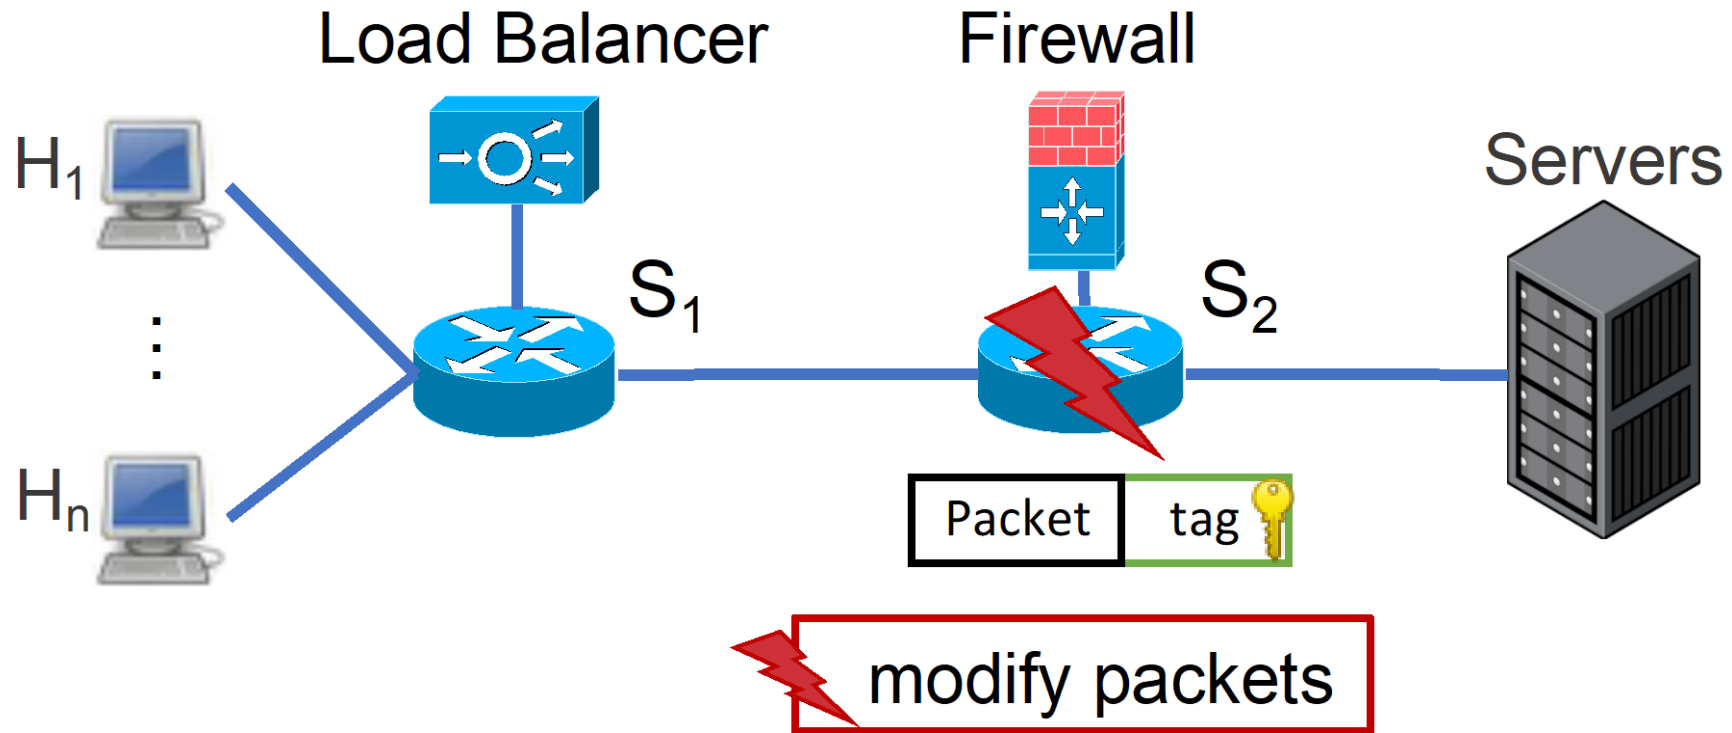 Load Balancer
Firewall
H1
Servers
S1
S2
⋮
Hn
Packet
tag
modify packets